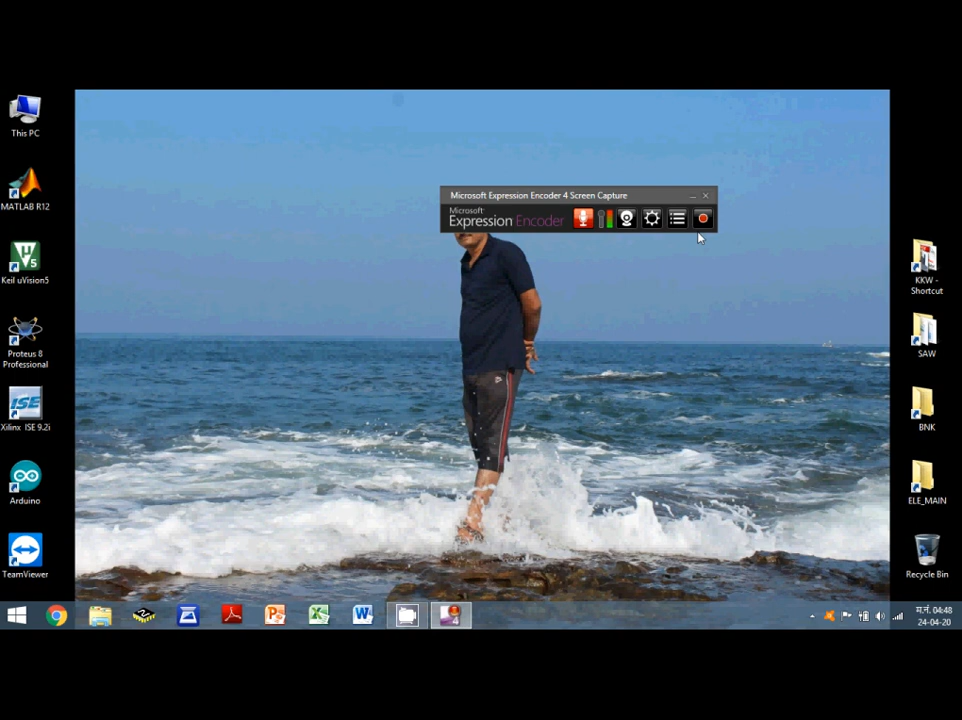 This PC
MATLAB R12
Keil uVision5
Proteus 8
Professional
ISE
Xilinx ISE 9.2i
Arduino
TeamViewer
Microsoft Expression Encoder 4 Screen Capture
Microsoft
Expression Encoder
KKW -
Shortcut
SAW
BNK
ELE_MAIN
Recycle Bin
म.नं. 04:48
24-04-20